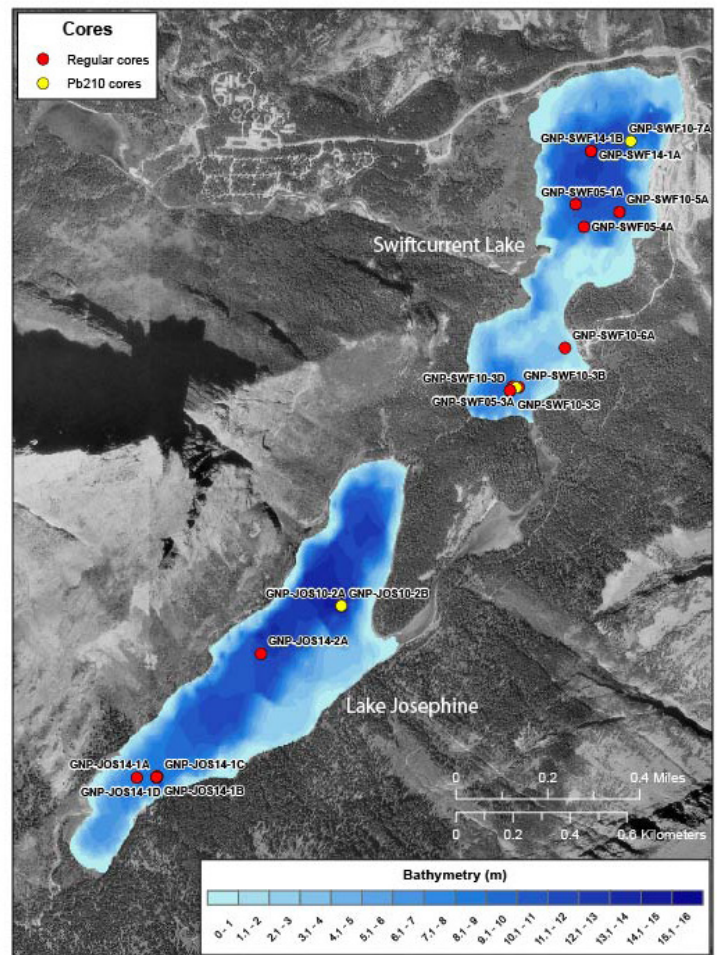 Cores
Regular cores
Pb210 cores
GNP-SWF10-7A
GNP-SWF14-1B
GNP-SWF14-1A
GNP-SWF05-1A
GNP-SWF10-5A
GNP-SWF05-4A
Swiftcurrent Lake
GNP-SWF10-6A
GNP-SWF10-3D
GNP-SWF10-3B
GNP-SWF05-3A
GNP-SWF10-3C
GNP-JOS10-2A
GNP-JOS10-2B
GNP-JOS14-2A
Lake Josephine
GNP-JOS14-1A
GNP-JOS14-1C
GNP-JOS14-1D
GNP-JOS14-1B
0 0.2 0.4 Miles
0 0.2 0.4 0.6 Kilometers
Bathymetry (m)
0 - 1 1.1 - 2 2.1 - 3 3.1 - 4 4.1 - 5 5.1 - 6 6.1 - 7 7.1 - 8 8.1 - 9 9.1 - 10 10.1 - 11 11.1 - 12 12.1 - 13 13.1 - 14 14.1 - 15 15.1 - 16